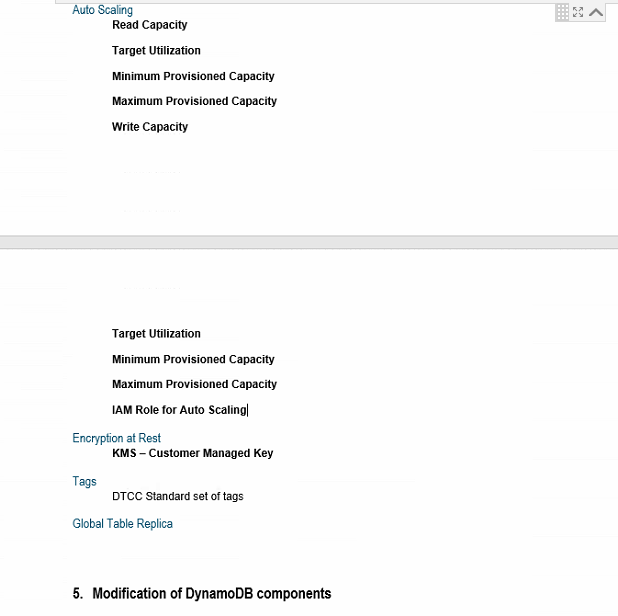 Auto Scaling
Read Capacity
Target Utilization
Minimum Provisioned Capacity
Maximum Provisioned Capacity
Write Capacity
Target Utilization
Minimum Provisioned Capacity
Maximum Provisioned Capacity
IAM Role for Auto Scaling
Encryption at Rest
KMS – Customer Managed Key
Tags
DTCC Standard set of tags
Global Table Replica
5. Modification of DynamoDB components